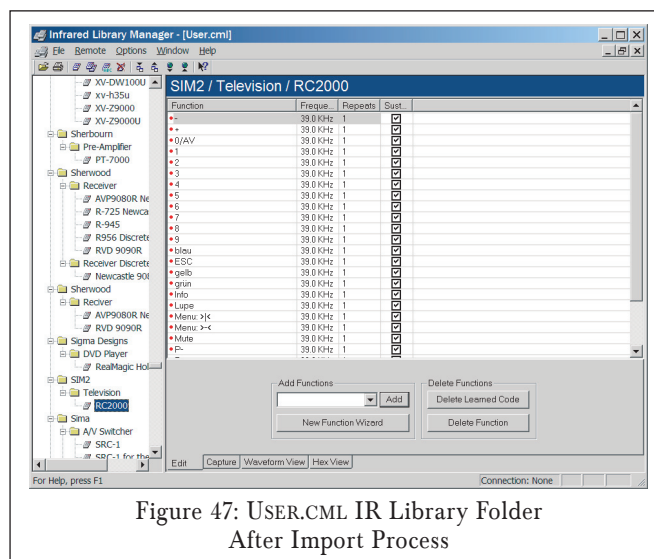 Infrared Library Manager - [User.cml]
File Remote Options Window Help
XV-DW100U
xv-h35u
XV-Z9000
XV-Z9000U
Sherbourn
Pre-Amplifier
PT-7000
Sherwood
Receiver
AVP9080R Ne
R-725 Newca
R-945
R956 Discrete
RVD 9090R
Receiver Discrete
Newcastle 90
Sherwood
Reciver
AVP9080R Ne
RVD 9090R
Sigma Designs
DVD Player
RealMagic Hol
SIM2
Television
RC2000
Sima
A/V Switcher
SRC-1
SRC-1 for the
SIM2 / Television / RC2000
Function Freque... Repeats Sust...
- 39.0 KHz 1
+ 39.0 KHz 1
0/AV 39.0 KHz 1
1 39.0 KHz 1
2 39.0 KHz 1
3 39.0 KHz 1
4 39.0 KHz 1
5 39.0 KHz 1
6 39.0 KHz 1
7 39.0 KHz 1
8 39.0 KHz 1
9 39.0 KHz 1
blau 39.0 KHz 1
ESC 39.0 KHz 1
gelb 39.0 KHz 1
grün 39.0 KHz 1
Info 39.0 KHz 1
Lupe 39.0 KHz 1
Menu: >|< 39.0 KHz 1
Menu: >-< 39.0 KHz 1
Mute 39.0 KHz 1
P- 39.0 KHz 1
Add Functions
Add
New Function Wizard
Delete Functions
Delete Learned Code
Delete Function
Edit Capture Waveform View Hex View
For Help, press F1 Connection: None
Figure 47: USER.CML IR Library Folder
After Import Process